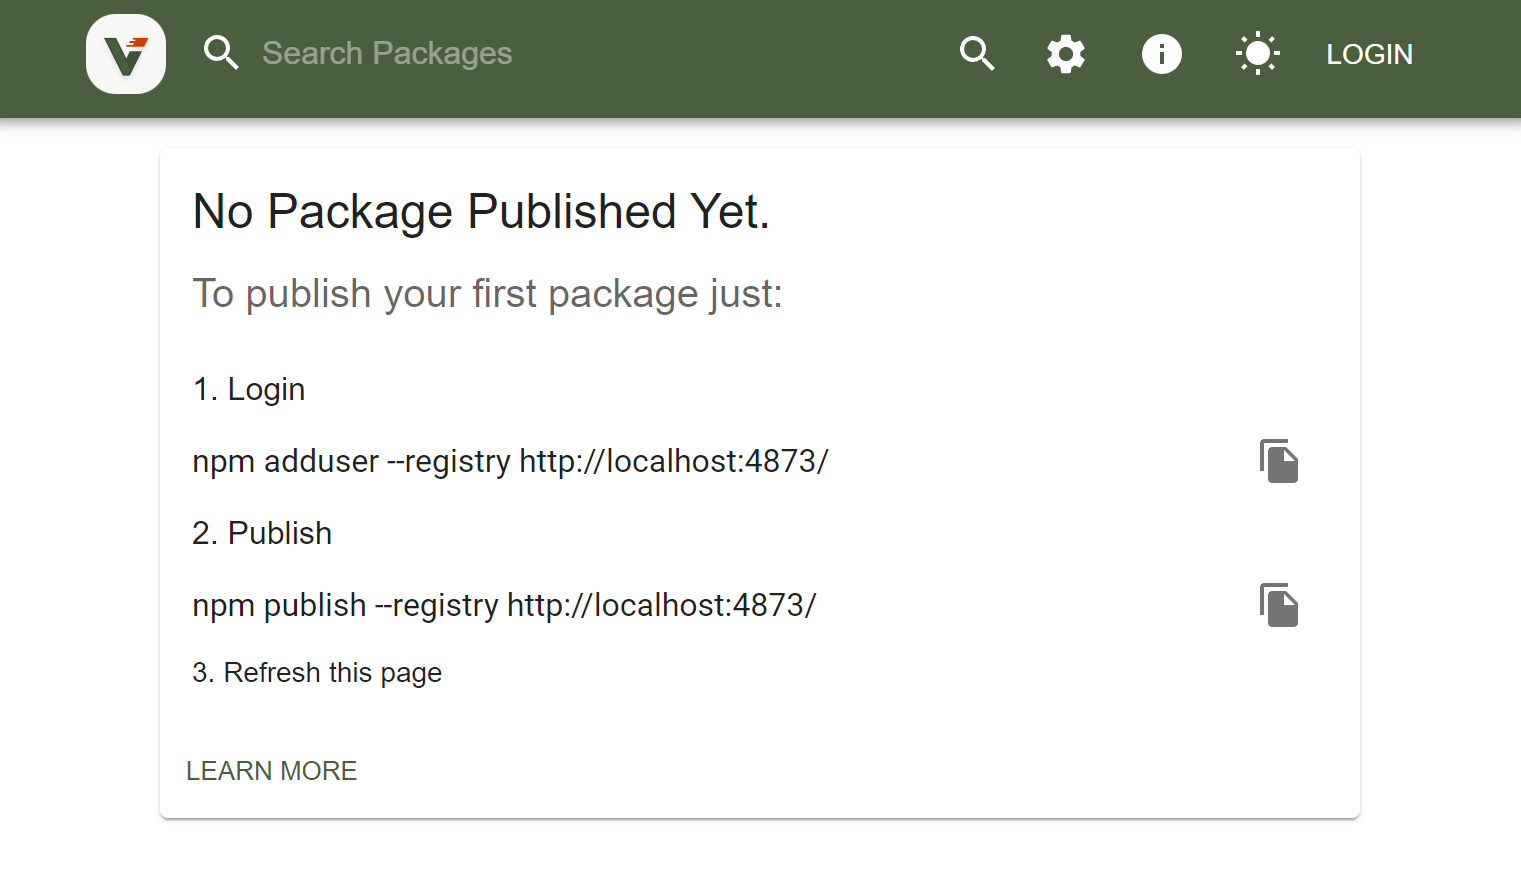 Search Packages
LOGIN
No Package Published Yet.
To publish your first package just:
1. Login
npm adduser --registry http://localhost:4873/
2. Publish
npm publish --registry http://localhost:4873/
3. Refresh this page
LEARN MORE